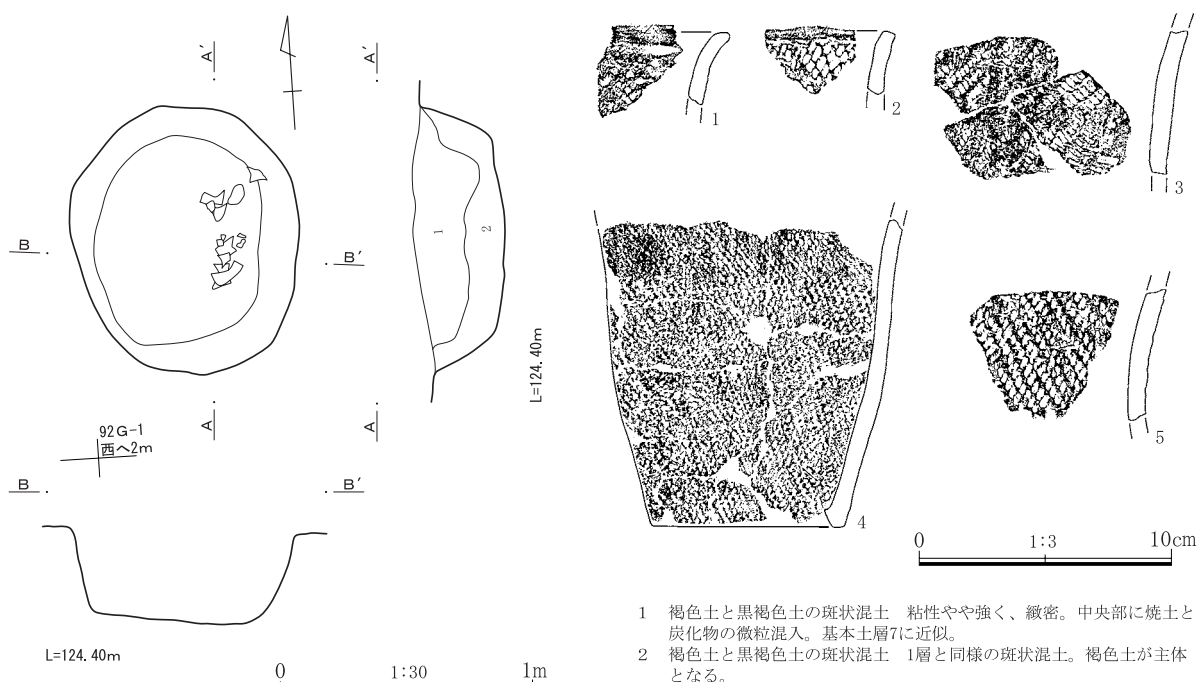 A'
A'
B
B'
1
2
L=124.40m
A
A
92G-1
西へ2m
B
B'
L=124.40m
0 1:30 1m
1
2
3
4
5
0 1:3 10cm
1 褐色土と黒褐色土の斑状混土 粘性やや強く、緻密。中央部に焼土と
炭化物の微粒混入。基本土層7に近似。
2 褐色土と黒褐色土の斑状混土 1層と同様の斑状混土。褐色土が主体
となる。